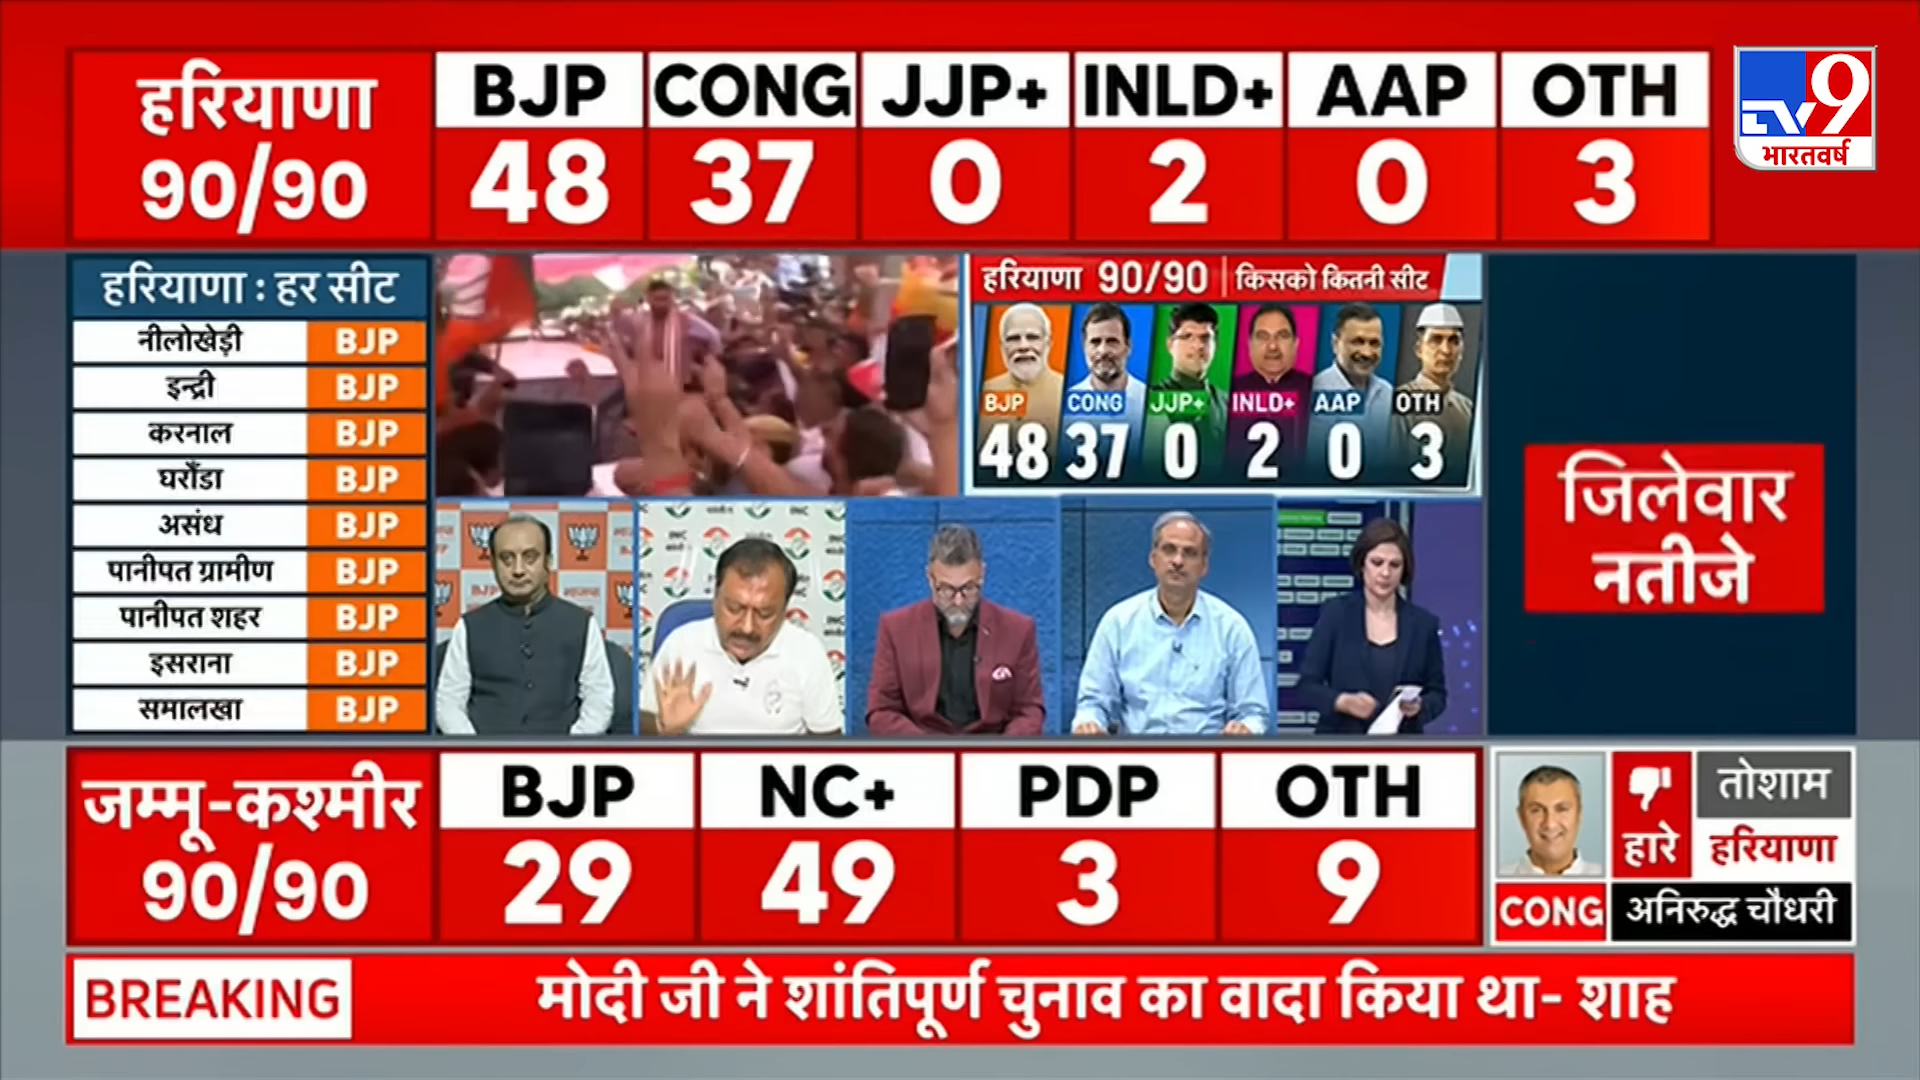 हरियाणा
90/90
BJP CONG JJP+ INLD+ AAP OTH
48 37 0 2 0 3
TV9
भारतवर्ष
हरियाणा : हर सीट
नीलोखेड़ी BJP
इन्द्री BJP
करनाल BJP
घरौंडा BJP
असंध BJP
पानीपत ग्रामीण BJP
पानीपत शहर BJP
इसराना BJP
समालखा BJP
हरियाणा 90/90 किसको कितनी सीट
BJP CONG JJP+ INLD+ AAP OTH
48 37 0 2 0 3
INC
INC
BJP
जिलेवार
नतीजे
जम्मू-कश्मीर
90/90
BJP NC+ PDP OTH
29 49 3 9
हारे
तोशाम
हरियाणा
CONG अनिरुद्ध चौधरी
BREAKING मोदी जी ने शांतिपूर्ण चुनाव का वादा किया था- शाह